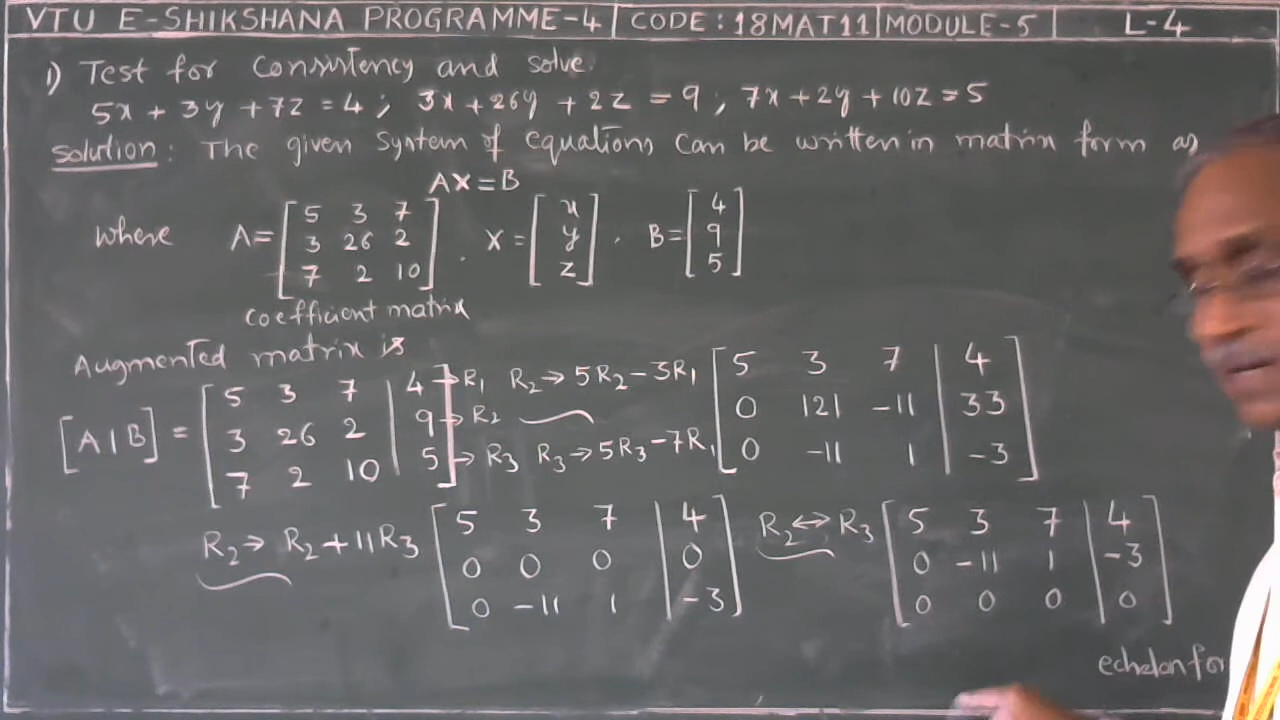 VTU E-SHIKSHANA PROGRAMME-4 | CODE: 18MAT11 | MODULE-5 | L-4
1) Test for Consistency and solve.
5x + 3y + 7z = 4 ; 3x + 26y + 2z = 9 ; 7x + 2y + 10z = 5
Solution: The given system of equations can be written in matrix form as
AX = B
where A = [5 3 7; 3 26 2; 7 2 10] . X = [x; y; z] . B = [4; 9; 5]
coefficient matrix
Augmented matrix is
[A|B] = [5 3 7 | 4; 3 26 2 | 9; 7 2 10 | 5] →R1 →R2 →R3 R2→5R2-3R1 R3→5R3-7R1 [5 3 7 | 4; 0 121 -11 | 33; 0 -11 1 | -3]
R2→ R2+11R3 [5 3 7 | 4; 0 0 0 | 0; 0 -11 1 | -3] R2↔R3 [5 3 7 | 4; 0 -11 1 | -3; 0 0 0 | 0]
echelon for